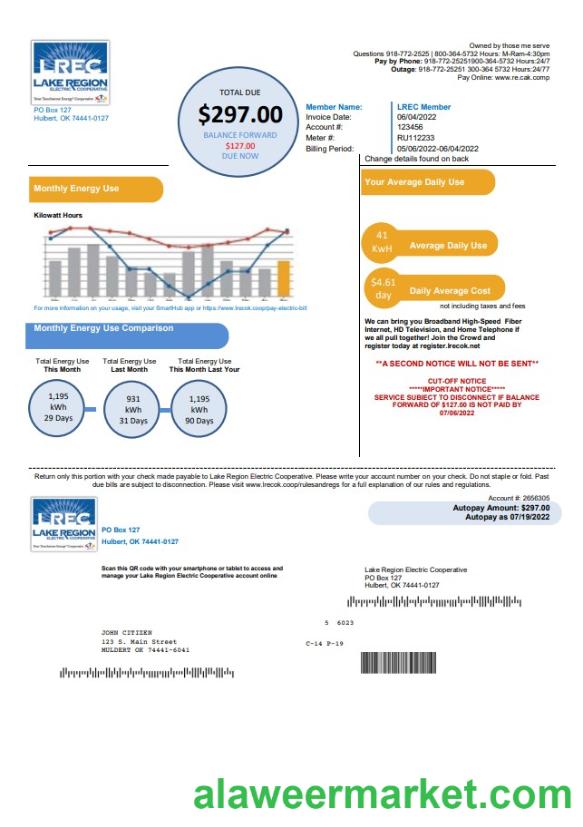 Owned by those me serve
Questions 918-772-2525 | 800-364-5732 Hours: M-Ram-4:30pm
Pay by Phone: 918-772-25251900-364-5732 Hours:24/7
Outage: 918-772-25251 300-364 5732 Hours:24/77
Pay Online: www.re.cak.comp
LREC
LAKE REGION
ELECTRIC COOPERATIVE
Your Touchstone Energy® Cooperative
PO Box 127
Hulbert, OK 74441-0127
TOTAL DUE
$297.00
BALANCE FORWARD
$127.00
DUE NOW
Member Name: LREC Member
Invoice Date: 06/04/2022
Account #: 123456
Meter #: RU112233
Billing Period: 05/06/2022-06/04/2022
Change details found on back
Monthly Energy Use
Kilowatt Hours
For more information on your usage, visit your SmartHub app or https://www.lrecok.coop/pay-electric-bill
Monthly Energy Use Comparison
Total Energy Use Total Energy Use Total Energy Use
This Month Last Month This Month Last Your
1,195 931 1,195
kWh kWh kWh
29 Days 31 Days 90 Days
Your Average Daily Use
41
KwH
Average Daily Use
$4.61
day
Daily Average Cost
not including taxes and fees
We can bring you Broadband High-Speed Fiber
Internet, HD Television, and Home Telephone if
we all pull together! Join the Crowd and
register today at register.lrecok.net
**A SECOND NOTICE WILL NOT BE SENT**
CUT-OFF NOTICE
*****IMPORTANT NOTICE*****
SERVICE SUBJECT TO DISCONNECT IF BALANCE
FORWARD OF $127.00 IS NOT PAID BY
07/06/2022
Return only this portion with your check made payable to Lake Region Electric Cooperative. Please write your account number on your check. Do not staple or fold. Past
due bills are subject to disconnection. Please visit www.lrecok.coop/rulesandregs for a full explanation of our rules and regulations.
Account #: 2656305
Autopay Amount: $297.00
Autopay as 07/19/2022
LREC
LAKE REGION
ELECTRIC COOPERATIVE
Your Touchstone Energy® Cooperative
PO Box 127
Hulbert, OK 74441-0127
Scan this QR code with your smartphone or tablet to access and
manage your Lake Region Electric Cooperative account online
Lake Region Electric Cooperative
PO Box 127
Hulbert, OK 74441-0127
5 6023
JOHN CITIZEN
123 S. Main Street
MULDERT OK 74441-6041
C-14 P-19
alaweermarket.com